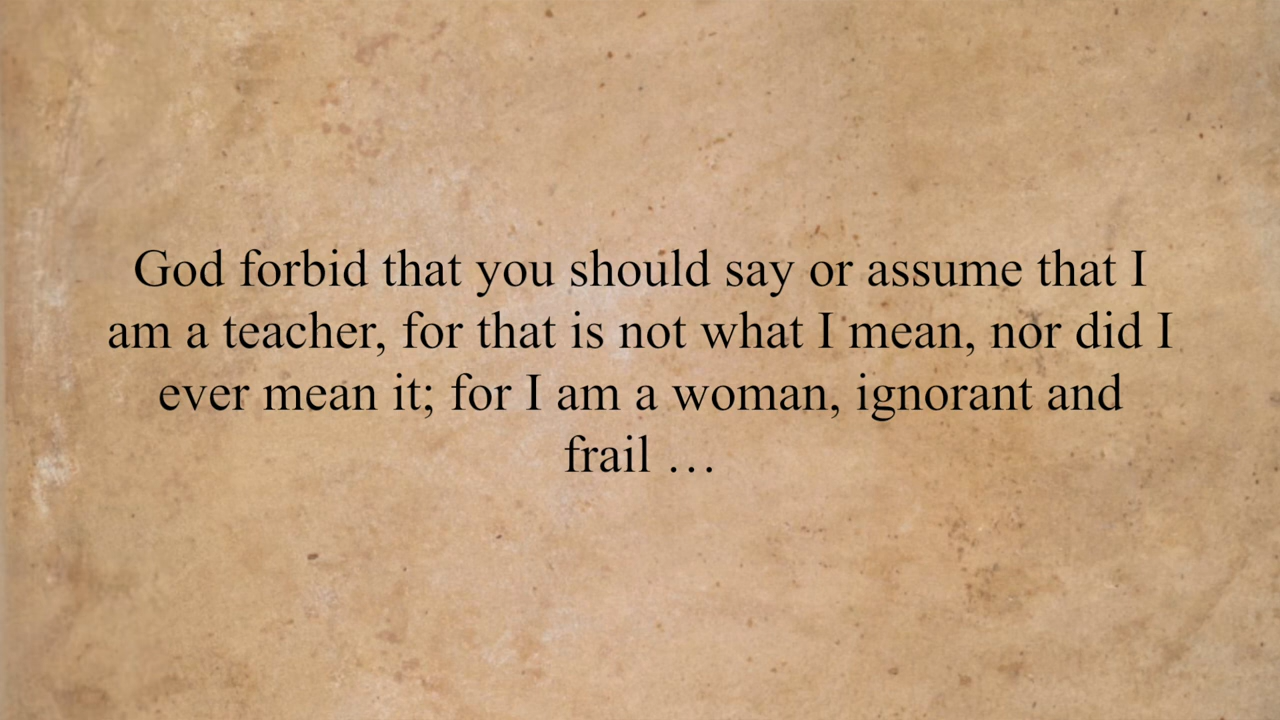 God forbid that you should say or assume that I
am a teacher, for that is not what I mean, nor did I
ever mean it; for I am a woman, ignorant and
frail …